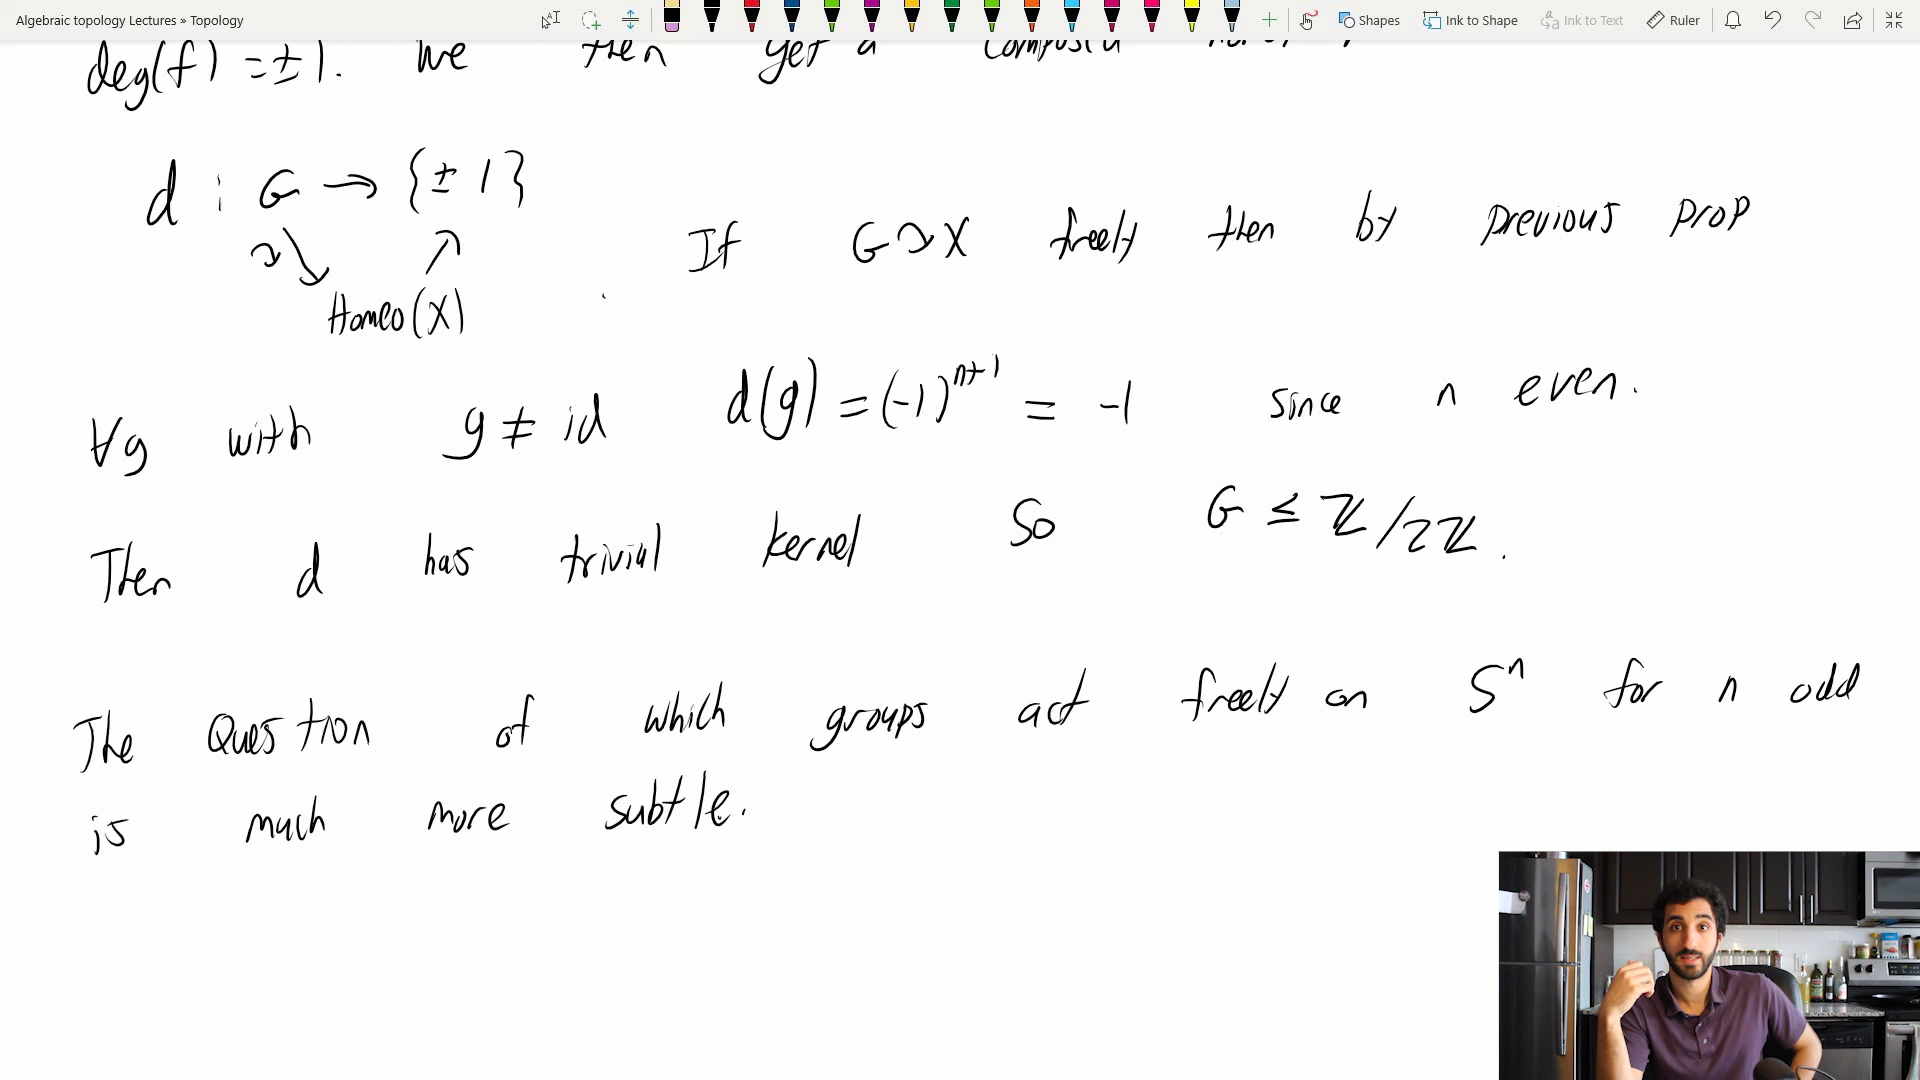 Algebraic topology Lectures » Topology
Shapes Ink to Shape Ink to Text Ruler
deg(f) = ±1. We then get a
d : G → {±1}
If G ↷ X freely then by previous prop
Homeo(X)
∀g with g ≠ id d(g) = (-1)^{n+1} = -1 since n even.
Then d has trivial kernel So G ≤ ℤ/2ℤ.
The Question of which groups act freely on Sⁿ for n odd
is much more subtle.